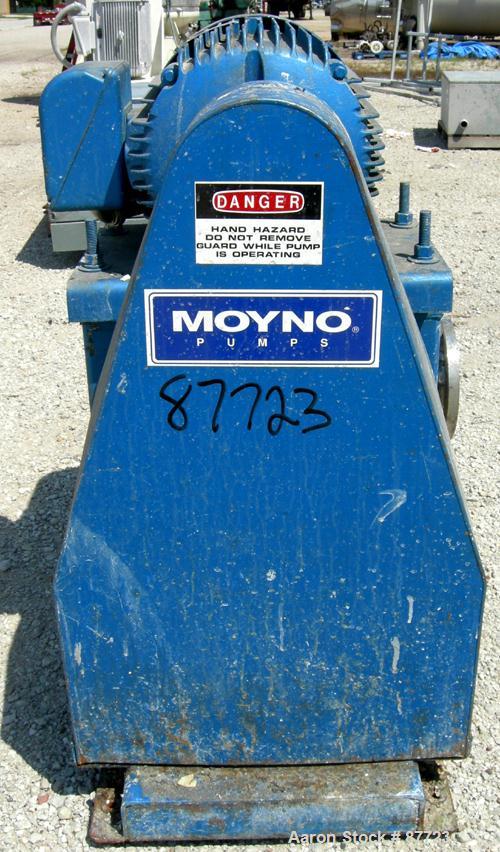 DANGER
HAND HAZARD
DO NOT REMOVE
GUARD WHILE PUMP
IS OPERATING
MOYNO®
PUMPS
87723
Aaron Stock # 87723